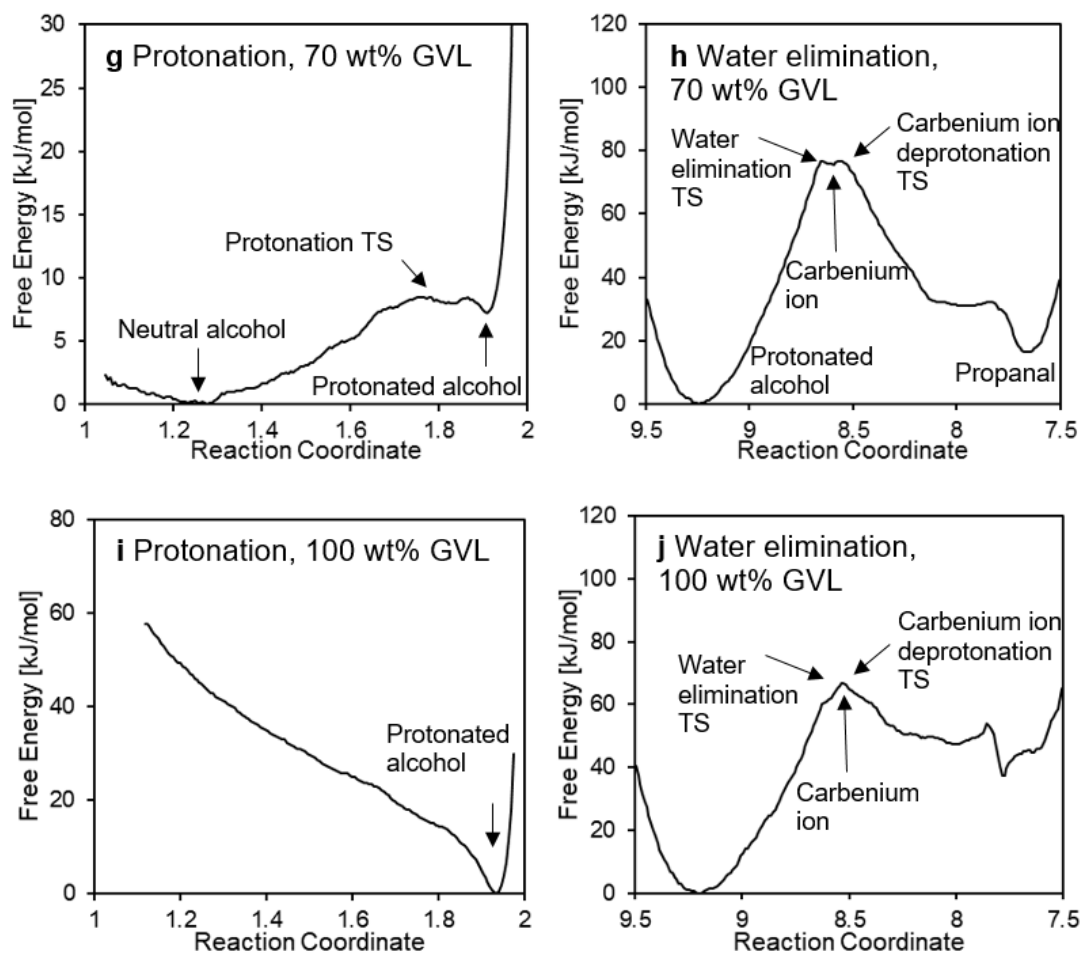 g Protonation, 70 wt% GVL
Free Energy [kJ/mol]
30
25
20
15
10
5
0
Protonation TS
Neutral alcohol
Protonated alcohol
1
1.2
1.4
1.6
1.8
2
Reaction Coordinate
h Water elimination,
70 wt% GVL
Free Energy [kJ/mol]
120
100
80
60
40
20
0
Water
elimination
TS
Carbenium ion
deprotonation
TS
Carbenium
ion
Protonated
alcohol
Propanal
9.5
9
8.5
8
7.5
Reaction Coordinate
i Protonation, 100 wt% GVL
Free Energy [kJ/mol]
80
60
40
20
0
Protonated
alcohol
1
1.2
1.4
1.6
1.8
2
Reaction Coordinate
j Water elimination,
100 wt% GVL
Free Energy [kJ/mol]
120
100
80
60
40
20
0
Water
elimination
TS
Carbenium ion
deprotonation
TS
Carbenium
ion
9.5
9
8.5
8
7.5
Reaction Coordinate